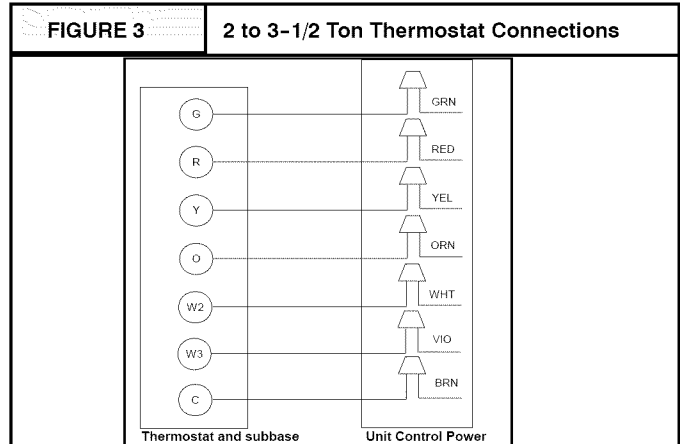 FIGURE 3
2 to 3-1/2 Ton Thermostat Connections
G
GRN
R
RED
Y
YEL
O
ORN
W2
WHT
W3
VIO
C
BRN
Thermostat and subbase
Unit Control Power